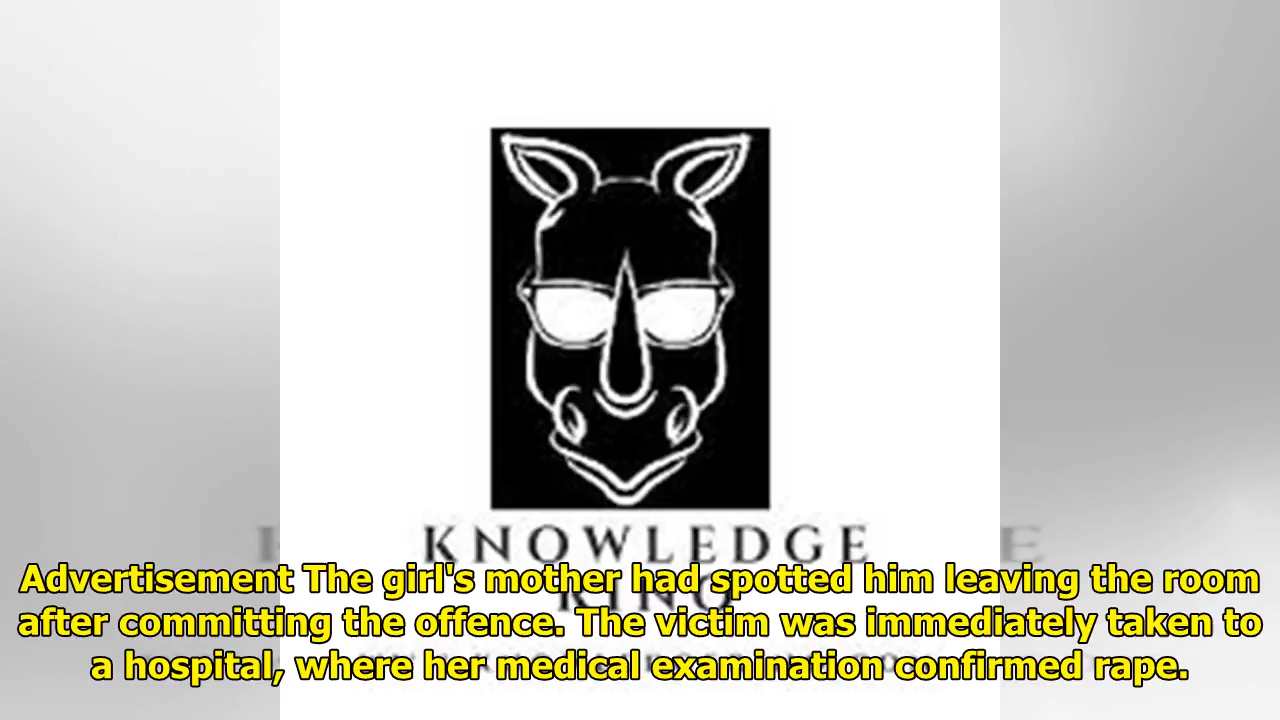 KNOWLEDGE
KING
Advertisement The girl's mother had spotted him leaving the room
after committing the offence. The victim was immediately taken to
a hospital, where her medical examination confirmed rape.